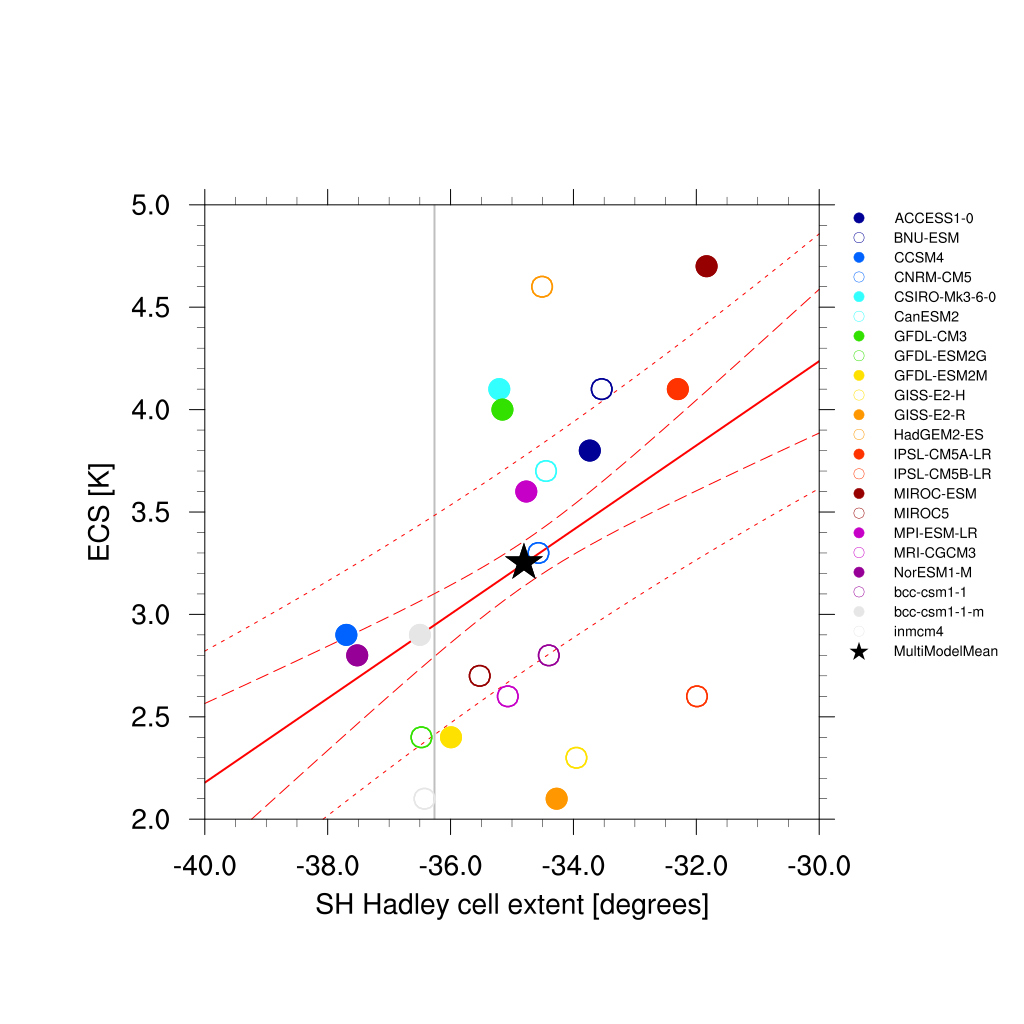 5.0
4.5
4.0
3.5
3.0
2.5
2.0
ECS [K]
-40.0 -38.0 -36.0 -34.0 -32.0 -30.0
SH Hadley cell extent [degrees]
ACCESS1-0
BNU-ESM
CCSM4
CNRM-CM5
CSIRO-Mk3-6-0
CanESM2
GFDL-CM3
GFDL-ESM2G
GFDL-ESM2M
GISS-E2-H
GISS-E2-R
HadGEM2-ES
IPSL-CM5A-LR
IPSL-CM5B-LR
MIROC-ESM
MIROC5
MPI-ESM-LR
MRI-CGCM3
NorESM1-M
bcc-csm1-1
bcc-csm1-1-m
inmcm4
MultiModelMean